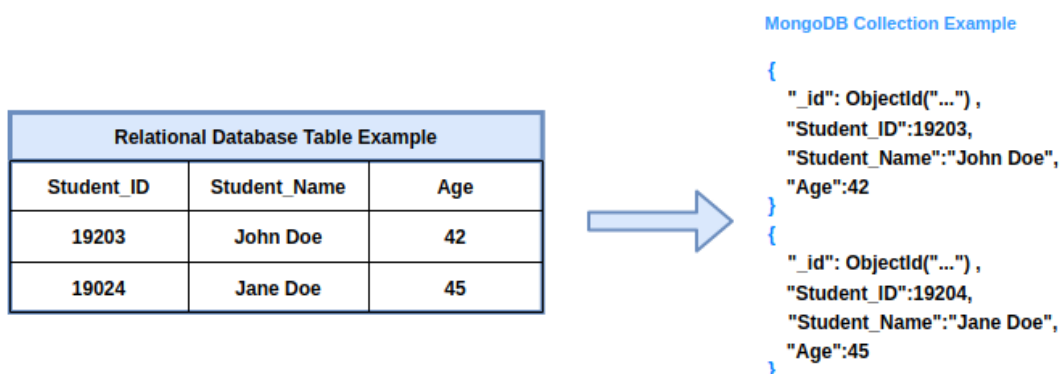 MongoDB Collection Example
{
"_id": ObjectId("...") ,
"Student_ID":19203,
"Student_Name":"John Doe",
"Age":42
}
{
"_id": ObjectId("...") ,
"Student_ID":19204,
"Student_Name":"Jane Doe",
"Age":45
}
Relational Database Table Example
Student_ID Student_Name Age
19203 John Doe 42
19024 Jane Doe 45